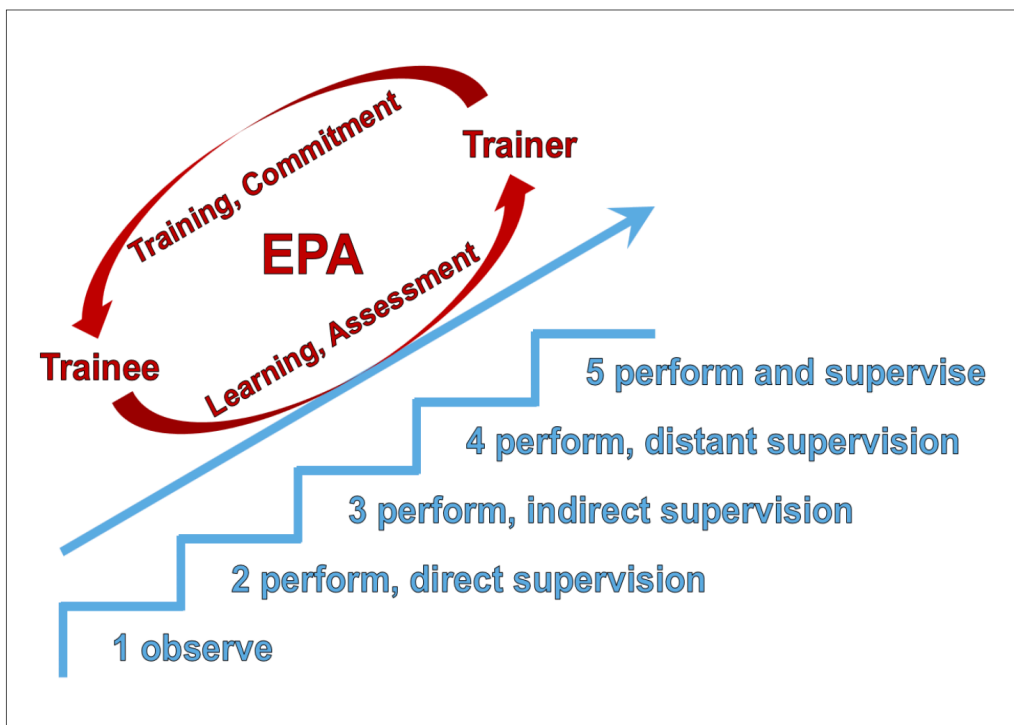 Training, Commitment
Trainer
EPA
Trainee
Learning, Assessment
5 perform and supervise
4 perform, distant supervision
3 perform, indirect supervision
2 perform, direct supervision
1 observe